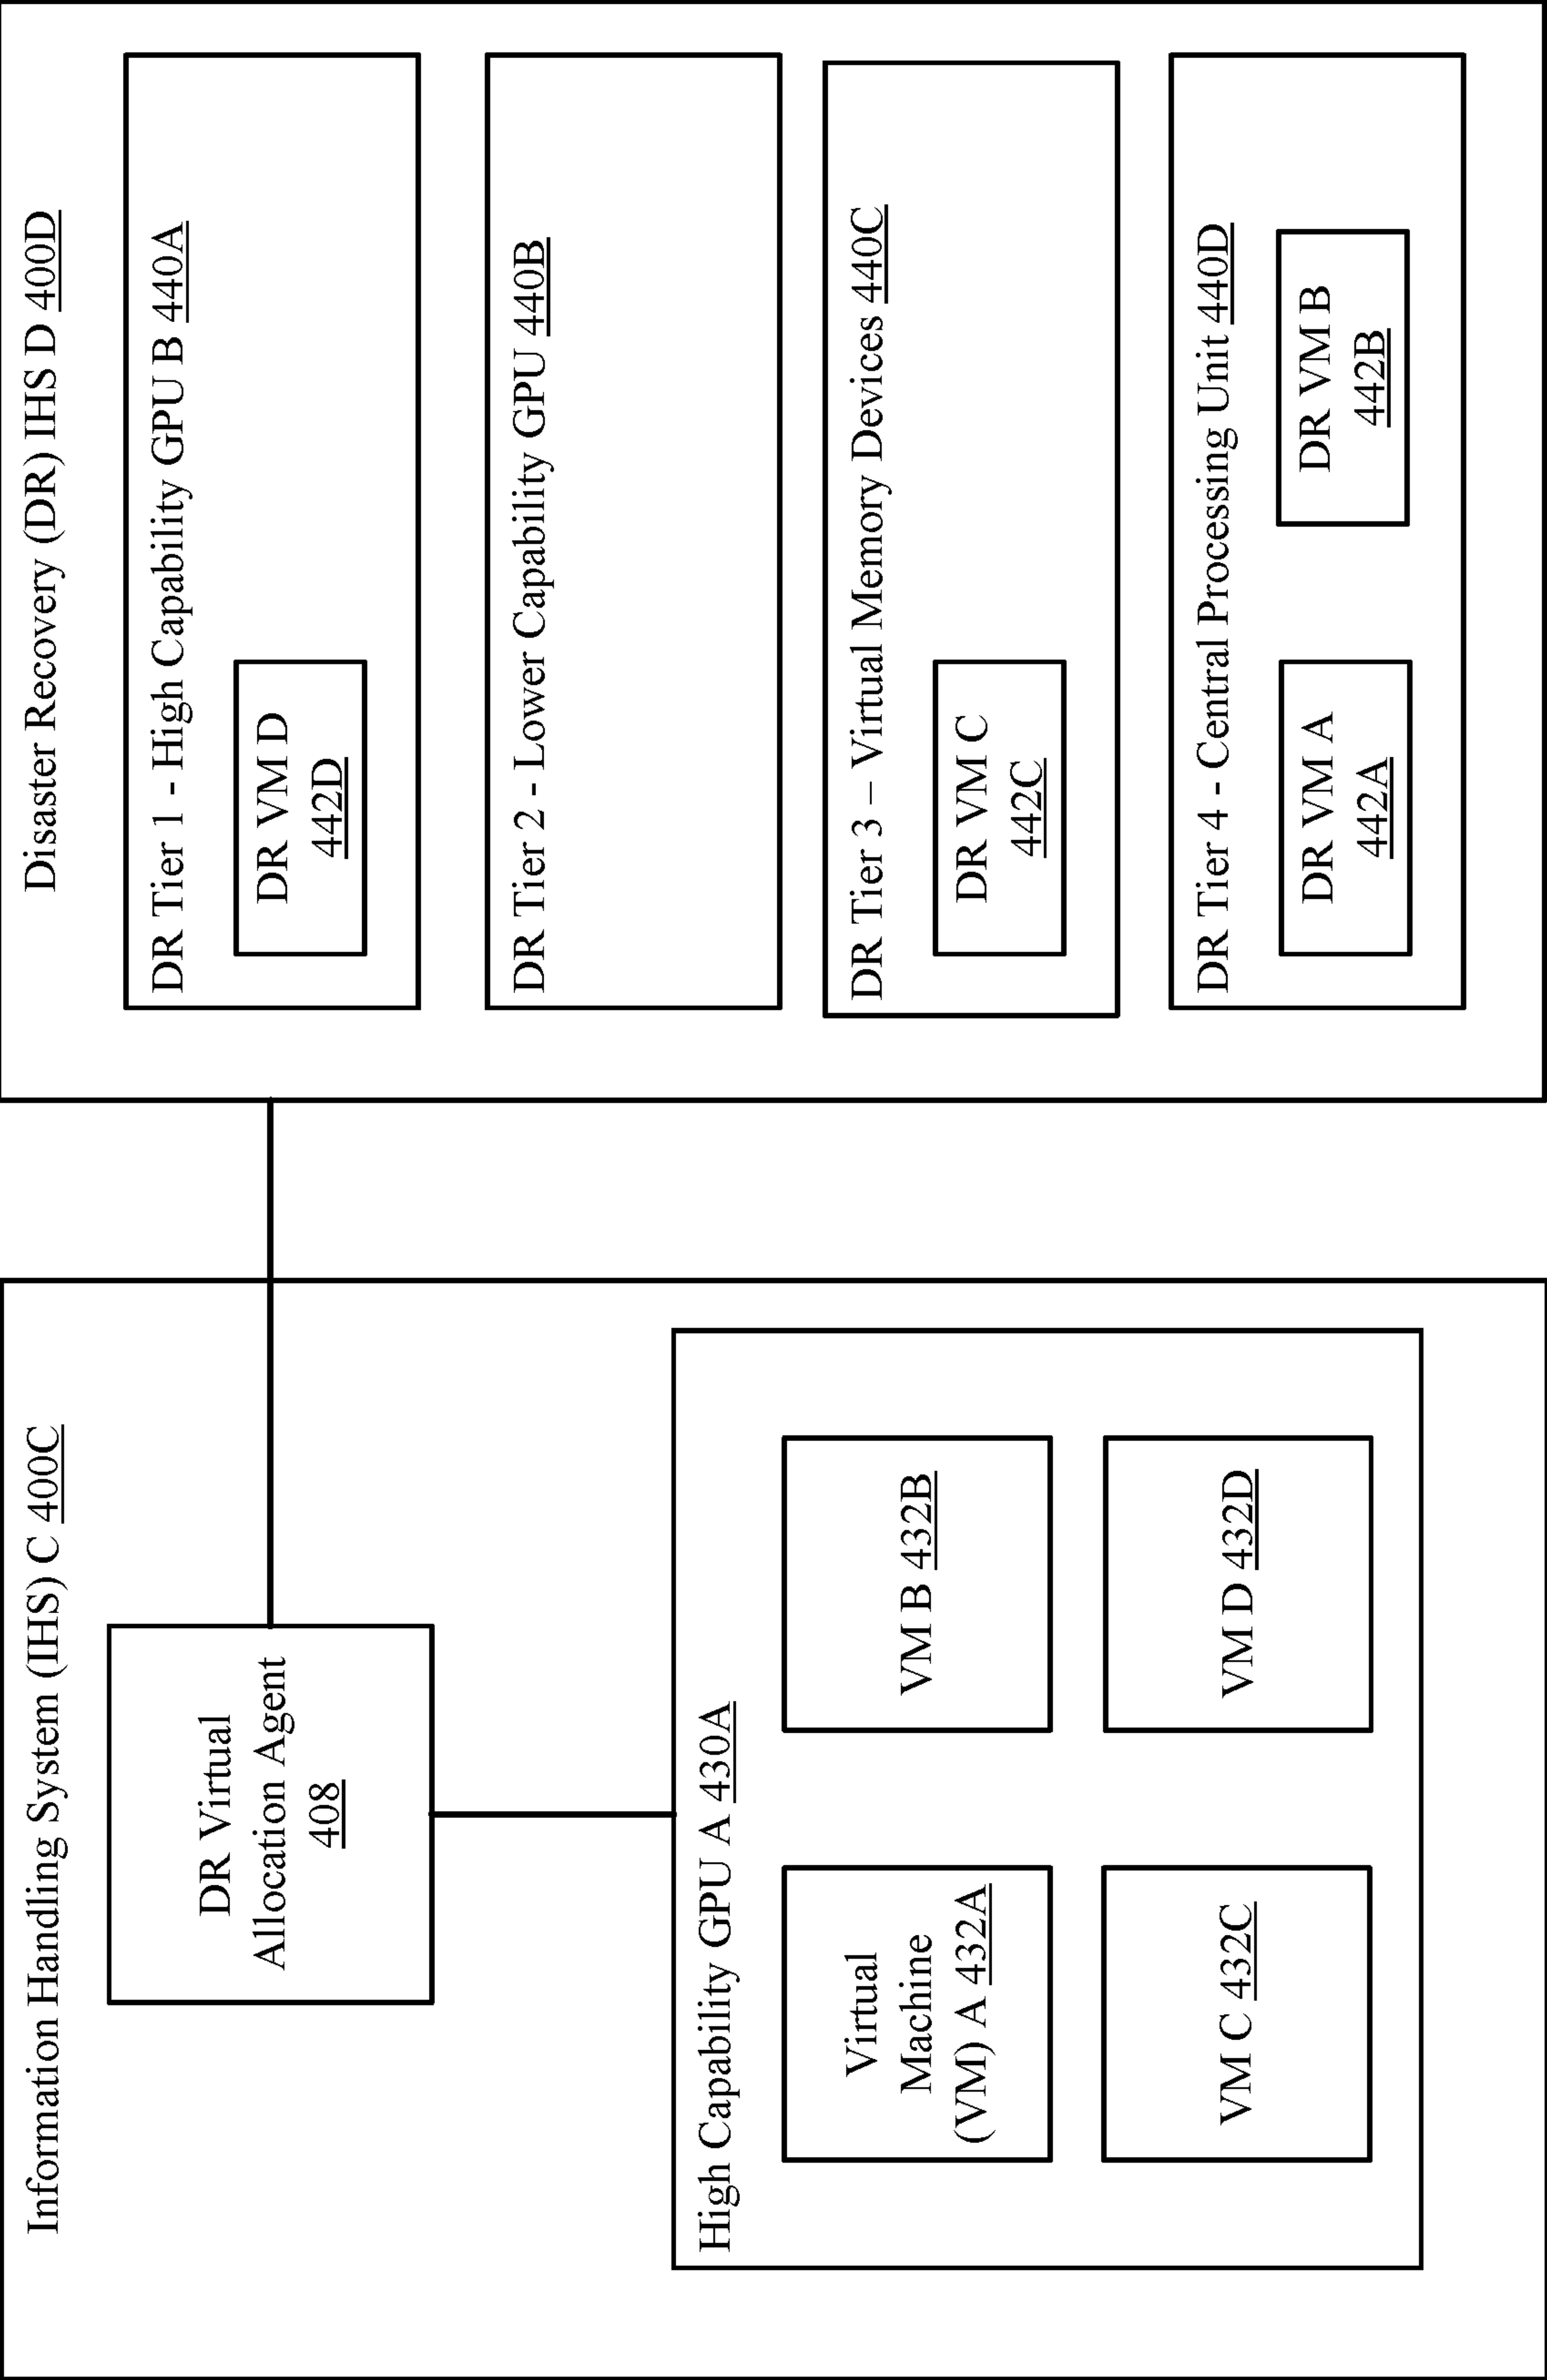 Information Handling System (IHS) C 400C
DR Virtual
Allocation Agent
408
High Capability GPU A 430A
Virtual
Machine
(VM) A 432A
VM B 432B
VM C 432C
VM D 432D
Disaster Recovery (DR) IHS D 400D
DR Tier 1 - High Capability GPU B 440A
DR VM D
442D
DR Tier 2 - Lower Capability GPU 440B
DR Tier 3 – Virtual Memory Devices 440C
DR VM C
442C
DR Tier 4 - Central Processing Unit 440D
DR VM A
442A
DR VM B
442B